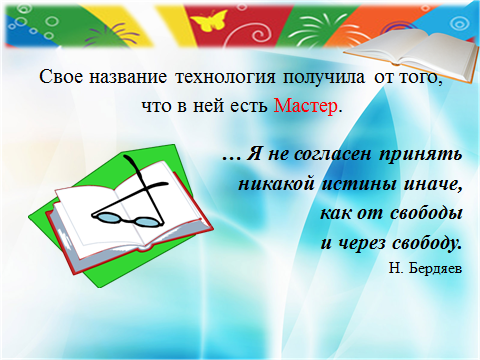 Свое название технология получила от того,
что в ней есть Мастер.
… Я не согласен принять
никакой истины иначе,
как от свободы
и через свободу.
Н. Бердяев